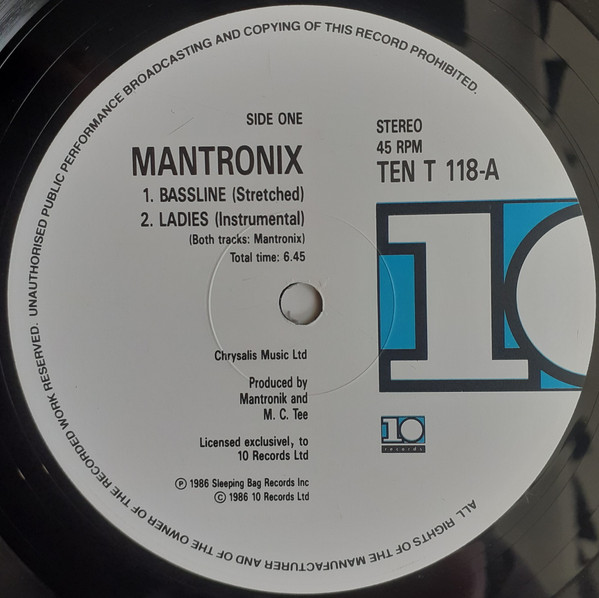 UNAUTHORISED PUBLIC PERFORMANCE BROADCASTING AND COPYING OF THIS RECORD PROHIBITED.
SIDE ONE
STEREO
45 RPM
TEN T 118-A
MANTRONIX
1. BASSLINE (Stretched)
2. LADIES (Instrumental)
(Both tracks: Mantronix)
Total time: 6.45
10
Chrysalis Music Ltd
Produced by
Mantronik and
M. C. Tee
10
records
Licensed exclusivel, to
10 Records Ltd
℗ 1986 Sleeping Bag Records Inc
© 1986 10 Records Ltd
ALL RIGHTS OF THE MANUFACTURER AND OF THE OWNER OF THE RECORDED WORK RESERVED.